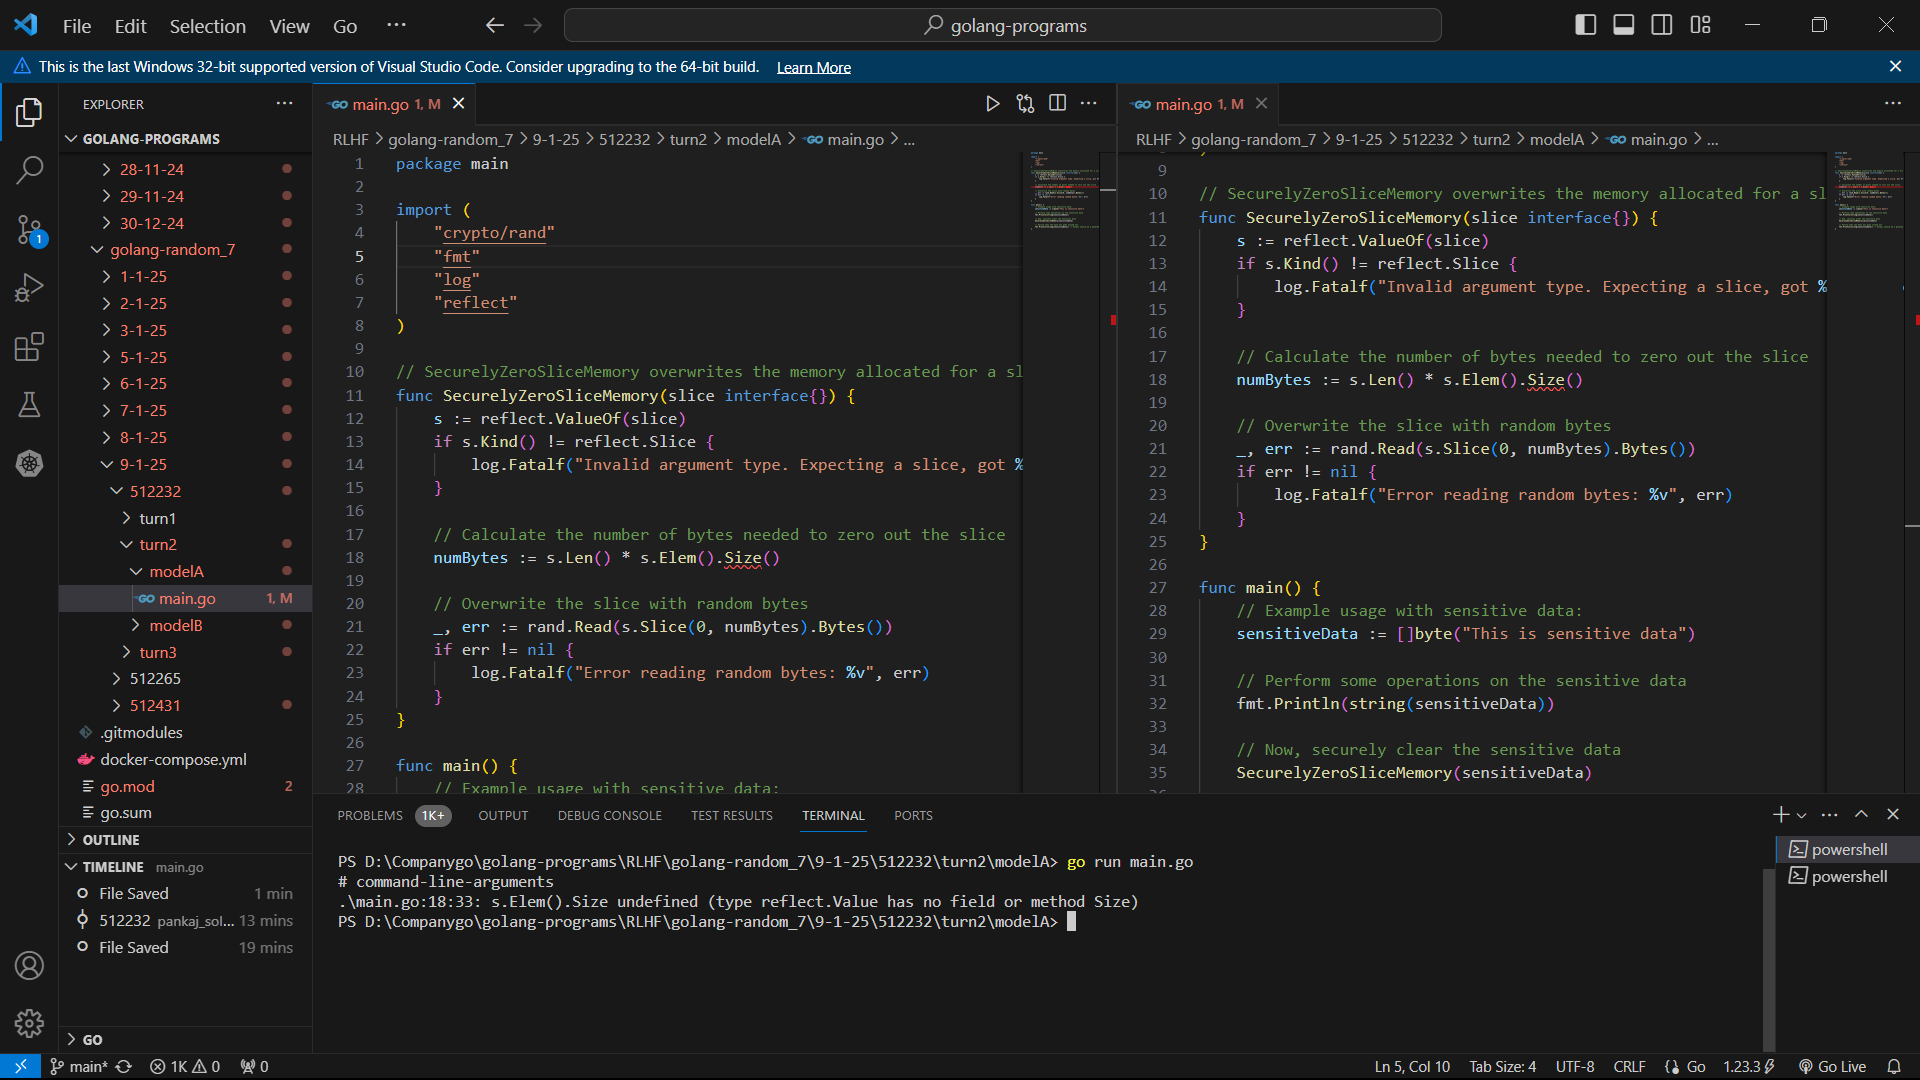 File Edit Selection View Go ··· golang-programs
This is the last Windows 32-bit supported version of Visual Studio Code. Consider upgrading to the 64-bit build. Learn More
EXPLORER ···
GOLANG-PROGRAMS
28-11-24
29-11-24
30-12-24
golang-random_7
1-1-25
2-1-25
3-1-25
5-1-25
6-1-25
7-1-25
8-1-25
9-1-25
512232
turn1
turn2
modelA
GO main.go 1, M
modelB
turn3
512265
512431
.gitmodules
docker-compose.yml
go.mod 2
go.sum
OUTLINE
TIMELINE main.go
File Saved 1 min
512232 pankaj_sol... 13 mins
File Saved 19 mins
GO
GO main.go 1, M
RLHF > golang-random_7 > 9-1-25 > 512232 > turn2 > modelA > GO main.go > ...
1 package main
2
3 import (
4 "crypto/rand"
5 "fmt"
6 "log"
7 "reflect"
8 )
9
10 // SecurelyZeroSliceMemory overwrites the memory allocated for a sl
11 func SecurelyZeroSliceMemory(slice interface{}) {
12 s := reflect.ValueOf(slice)
13 if s.Kind() != reflect.Slice {
14 log.Fatalf("Invalid argument type. Expecting a slice, got %
15 }
16
17 // Calculate the number of bytes needed to zero out the slice
18 numBytes := s.Len() * s.Elem().Size()
19
20 // Overwrite the slice with random bytes
21 _, err := rand.Read(s.Slice(0, numBytes).Bytes())
22 if err != nil {
23 log.Fatalf("Error reading random bytes: %v", err)
24 }
25 }
26
27 func main() {
28 // Example usage with sensitive data:
GO main.go 1, M
RLHF > golang-random_7 > 9-1-25 > 512232 > turn2 > modelA > GO main.go > ...
9
10 // SecurelyZeroSliceMemory overwrites the memory allocated for a sl
11 func SecurelyZeroSliceMemory(slice interface{}) {
12 s := reflect.ValueOf(slice)
13 if s.Kind() != reflect.Slice {
14 log.Fatalf("Invalid argument type. Expecting a slice, got %
15 }
16
17 // Calculate the number of bytes needed to zero out the slice
18 numBytes := s.Len() * s.Elem().Size()
19
20 // Overwrite the slice with random bytes
21 _, err := rand.Read(s.Slice(0, numBytes).Bytes())
22 if err != nil {
23 log.Fatalf("Error reading random bytes: %v", err)
24 }
25 }
26
27 func main() {
28 // Example usage with sensitive data:
29 sensitiveData := []byte("This is sensitive data")
30
31 // Perform some operations on the sensitive data
32 fmt.Println(string(sensitiveData))
33
34 // Now, securely clear the sensitive data
35 SecurelyZeroSliceMemory(sensitiveData)
PROBLEMS 1K+ OUTPUT DEBUG CONSOLE TEST RESULTS TERMINAL PORTS
PS D:\Companygo\golang-programs\RLHF\golang-random_7\9-1-25\512232\turn2\modelA> go run main.go
# command-line-arguments
.\main.go:18:33: s.Elem().Size undefined (type reflect.Value has no field or method Size)
PS D:\Companygo\golang-programs\RLHF\golang-random_7\9-1-25\512232\turn2\modelA>
powershell
powershell
main* 1K 0 0 Ln 5, Col 10 Tab Size: 4 UTF-8 CRLF Go 1.23.3 Go Live